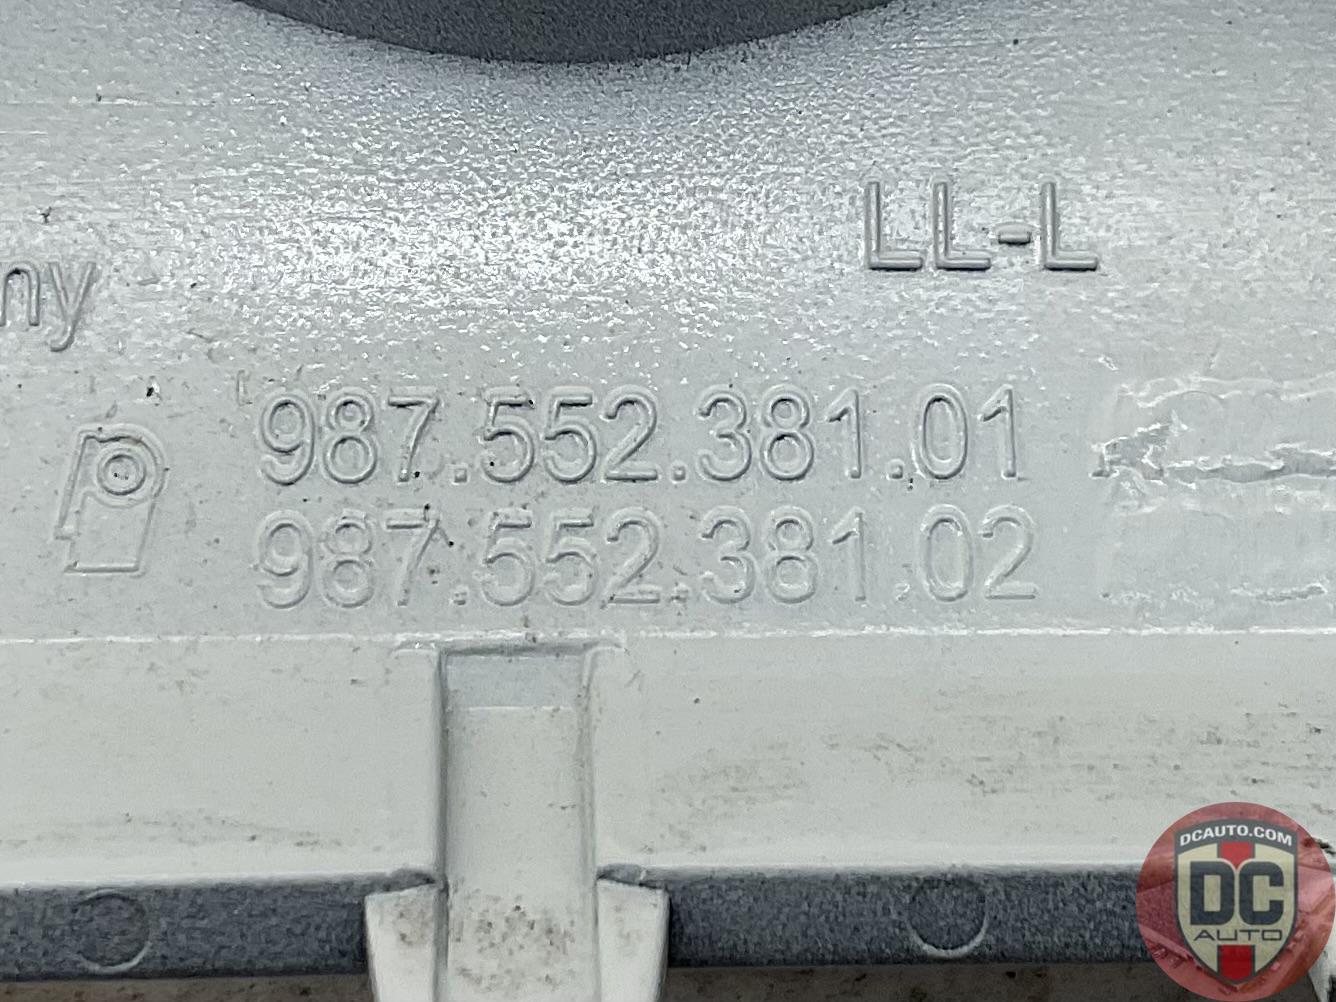 LL-L
ny
987.552.381.01
987.552.381.02
DCAUTO.COM
DC
AUTO